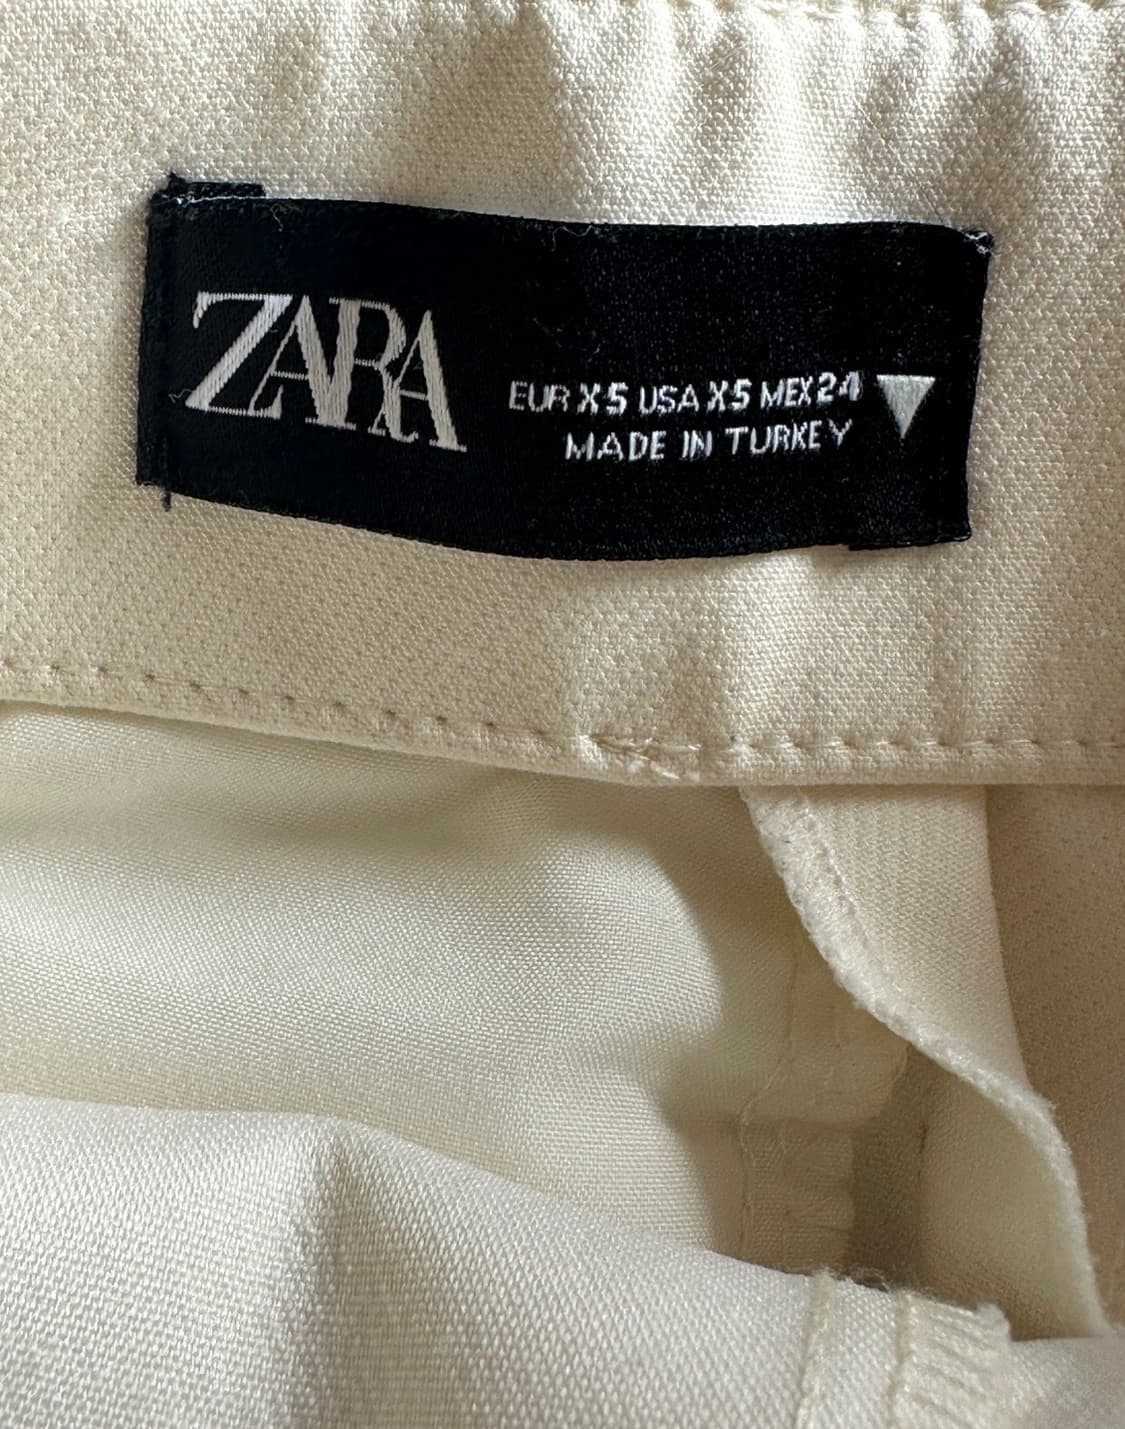 ZARA
EUR XS USA XS MEX 24
MADE IN TURKEY